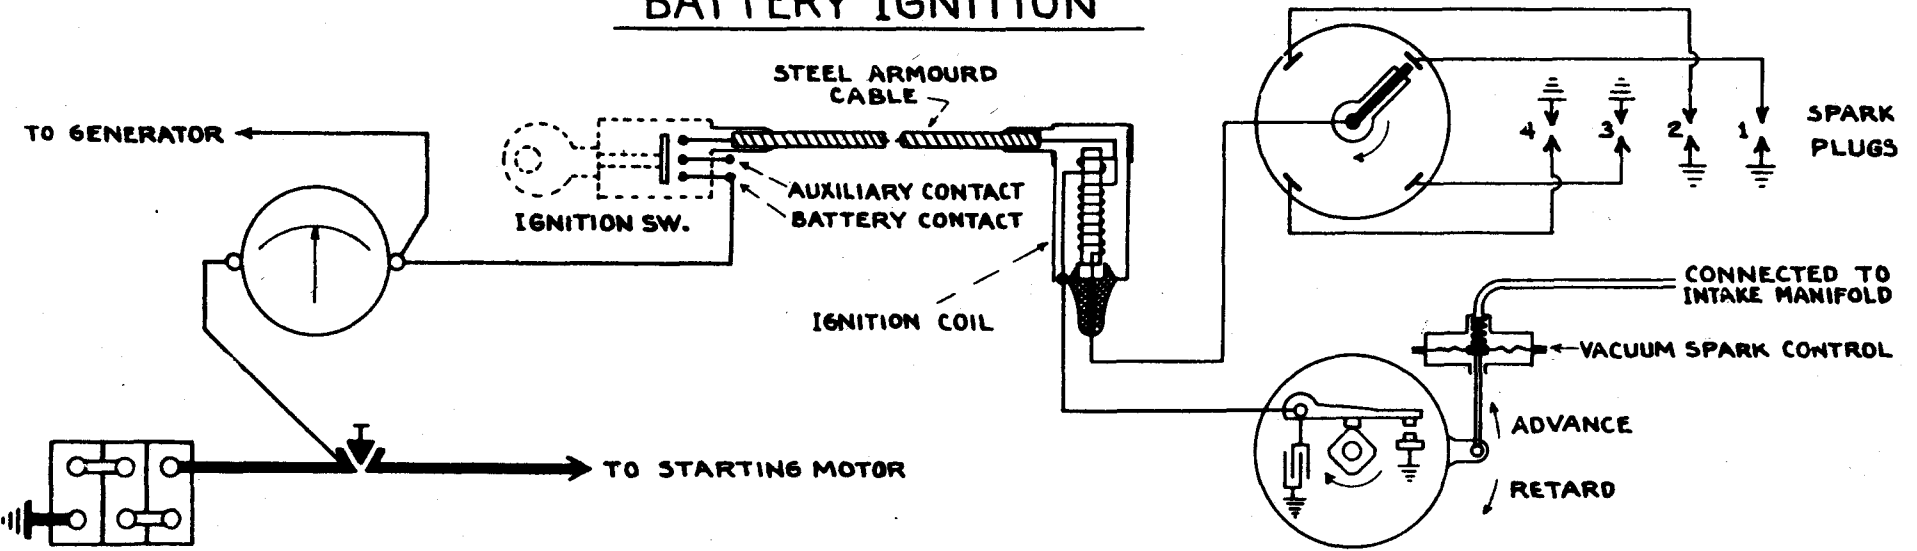 BATTERY IGNITION
STEEL ARMOURD
CABLE
TO GENERATOR
IGNITION SW.
AUXILIARY CONTACT
BATTERY CONTACT
IGNITION COIL
TO STARTING MOTOR
4 3 2 1
SPARK
PLUGS
CONNECTED TO
INTAKE MANIFOLD
VACUUM SPARK CONTROL
ADVANCE
RETARD